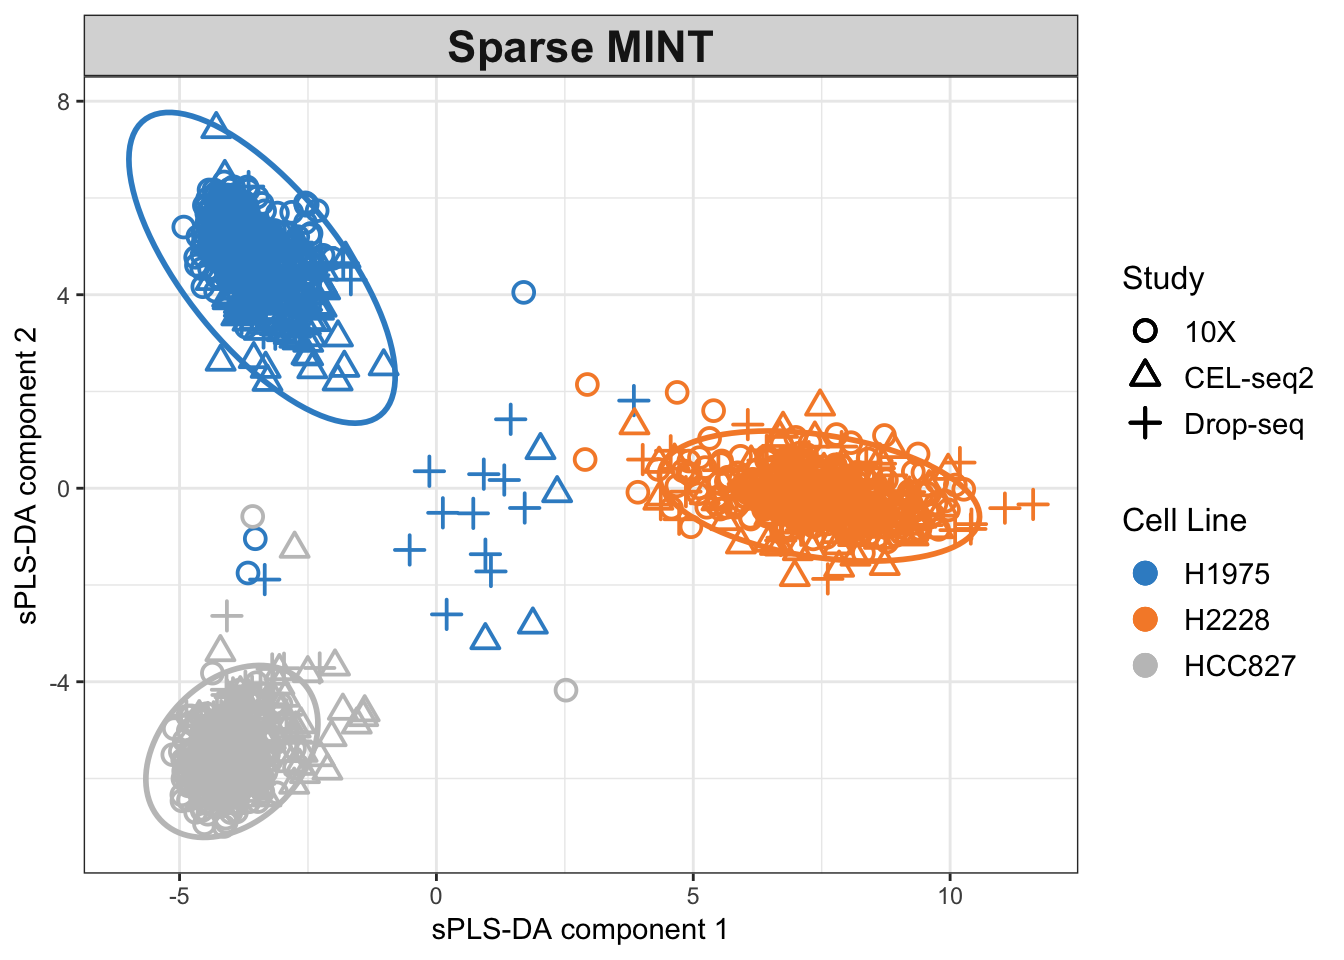 Sparse MINT
8
4
0
-4
-5
0
5
10
sPLS-DA component 1
sPLS-DA component 2
Study
10X
CEL-seq2
Drop-seq
Cell Line
H1975
H2228
HCC827